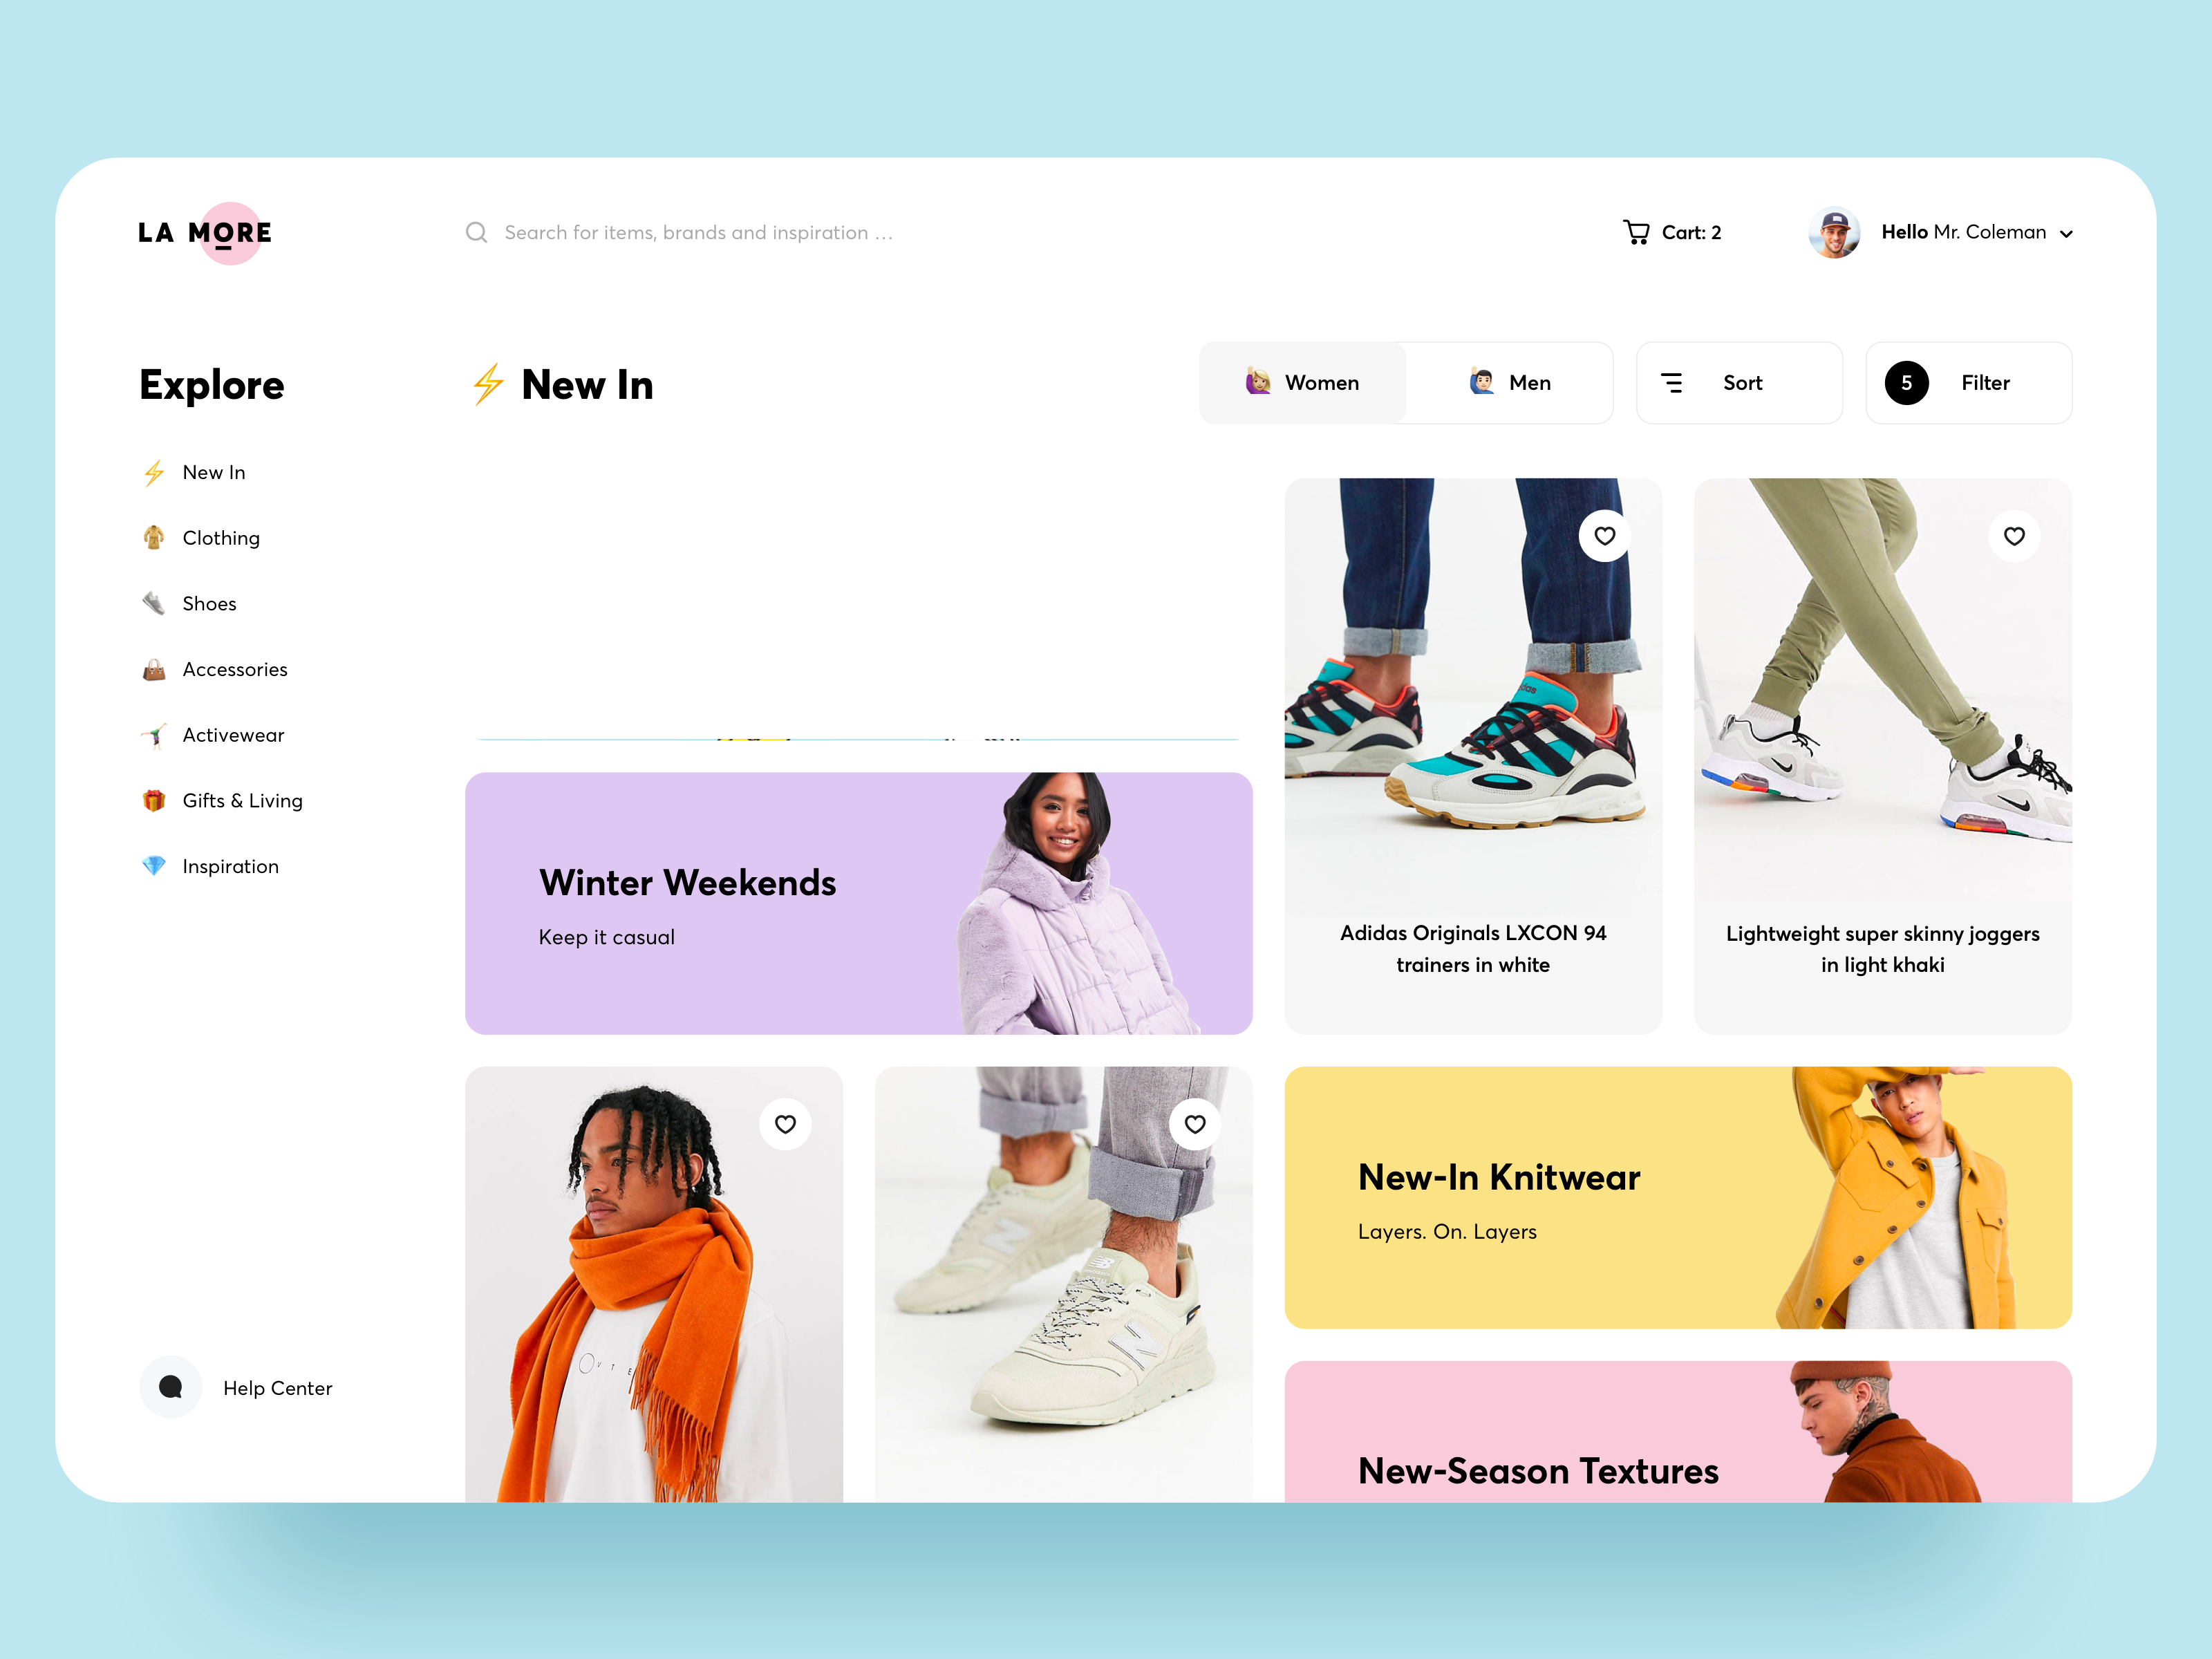 LA MORE
Search for items, brands and inspiration ...
Cart: 2
Hello Mr. Coleman
Explore
New In
Women
Men
Sort
5
Filter
New In
Clothing
Shoes
Accessories
Activewear
Gifts & Living
Inspiration
Winter Weekends
Keep it casual
Adidas Originals LXCON 94
trainers in white
Lightweight super skinny joggers
in light khaki
New-In Knitwear
Layers. On. Layers
New-Season Textures
Help Center